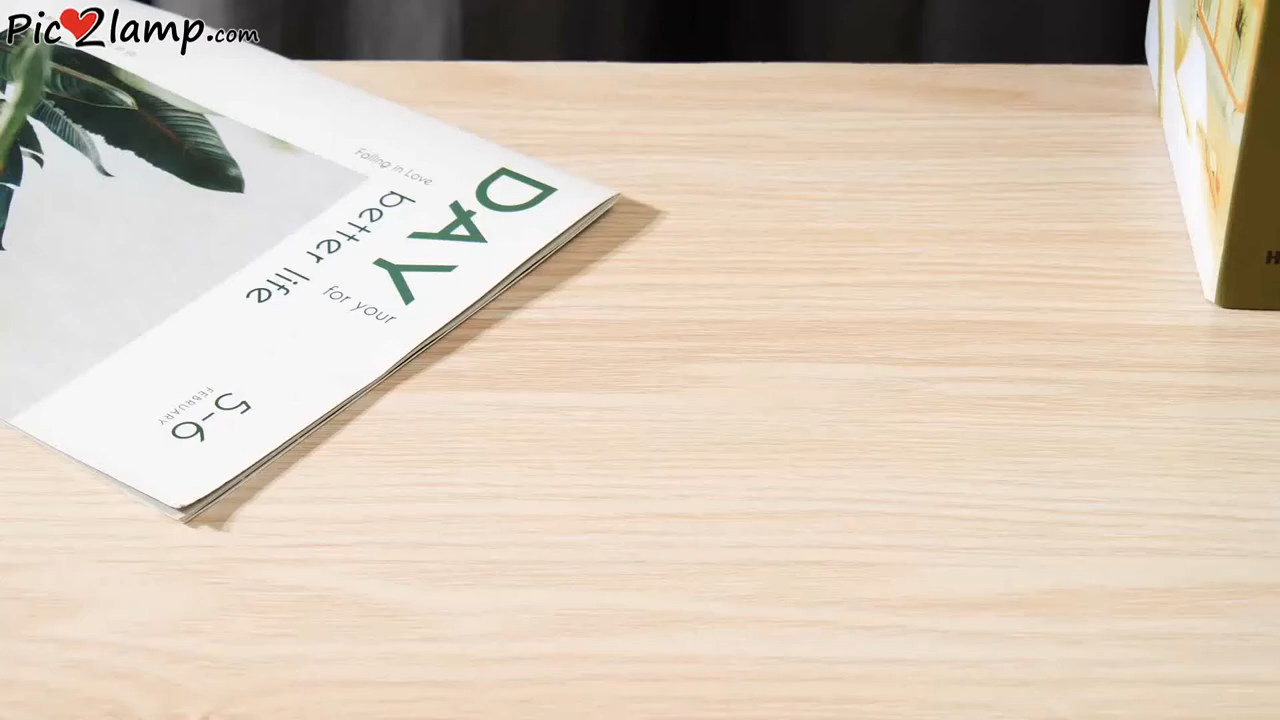 Pic2lamp.com
Falling in Love
DAY
better life
for your
5-6
FEBRUARY